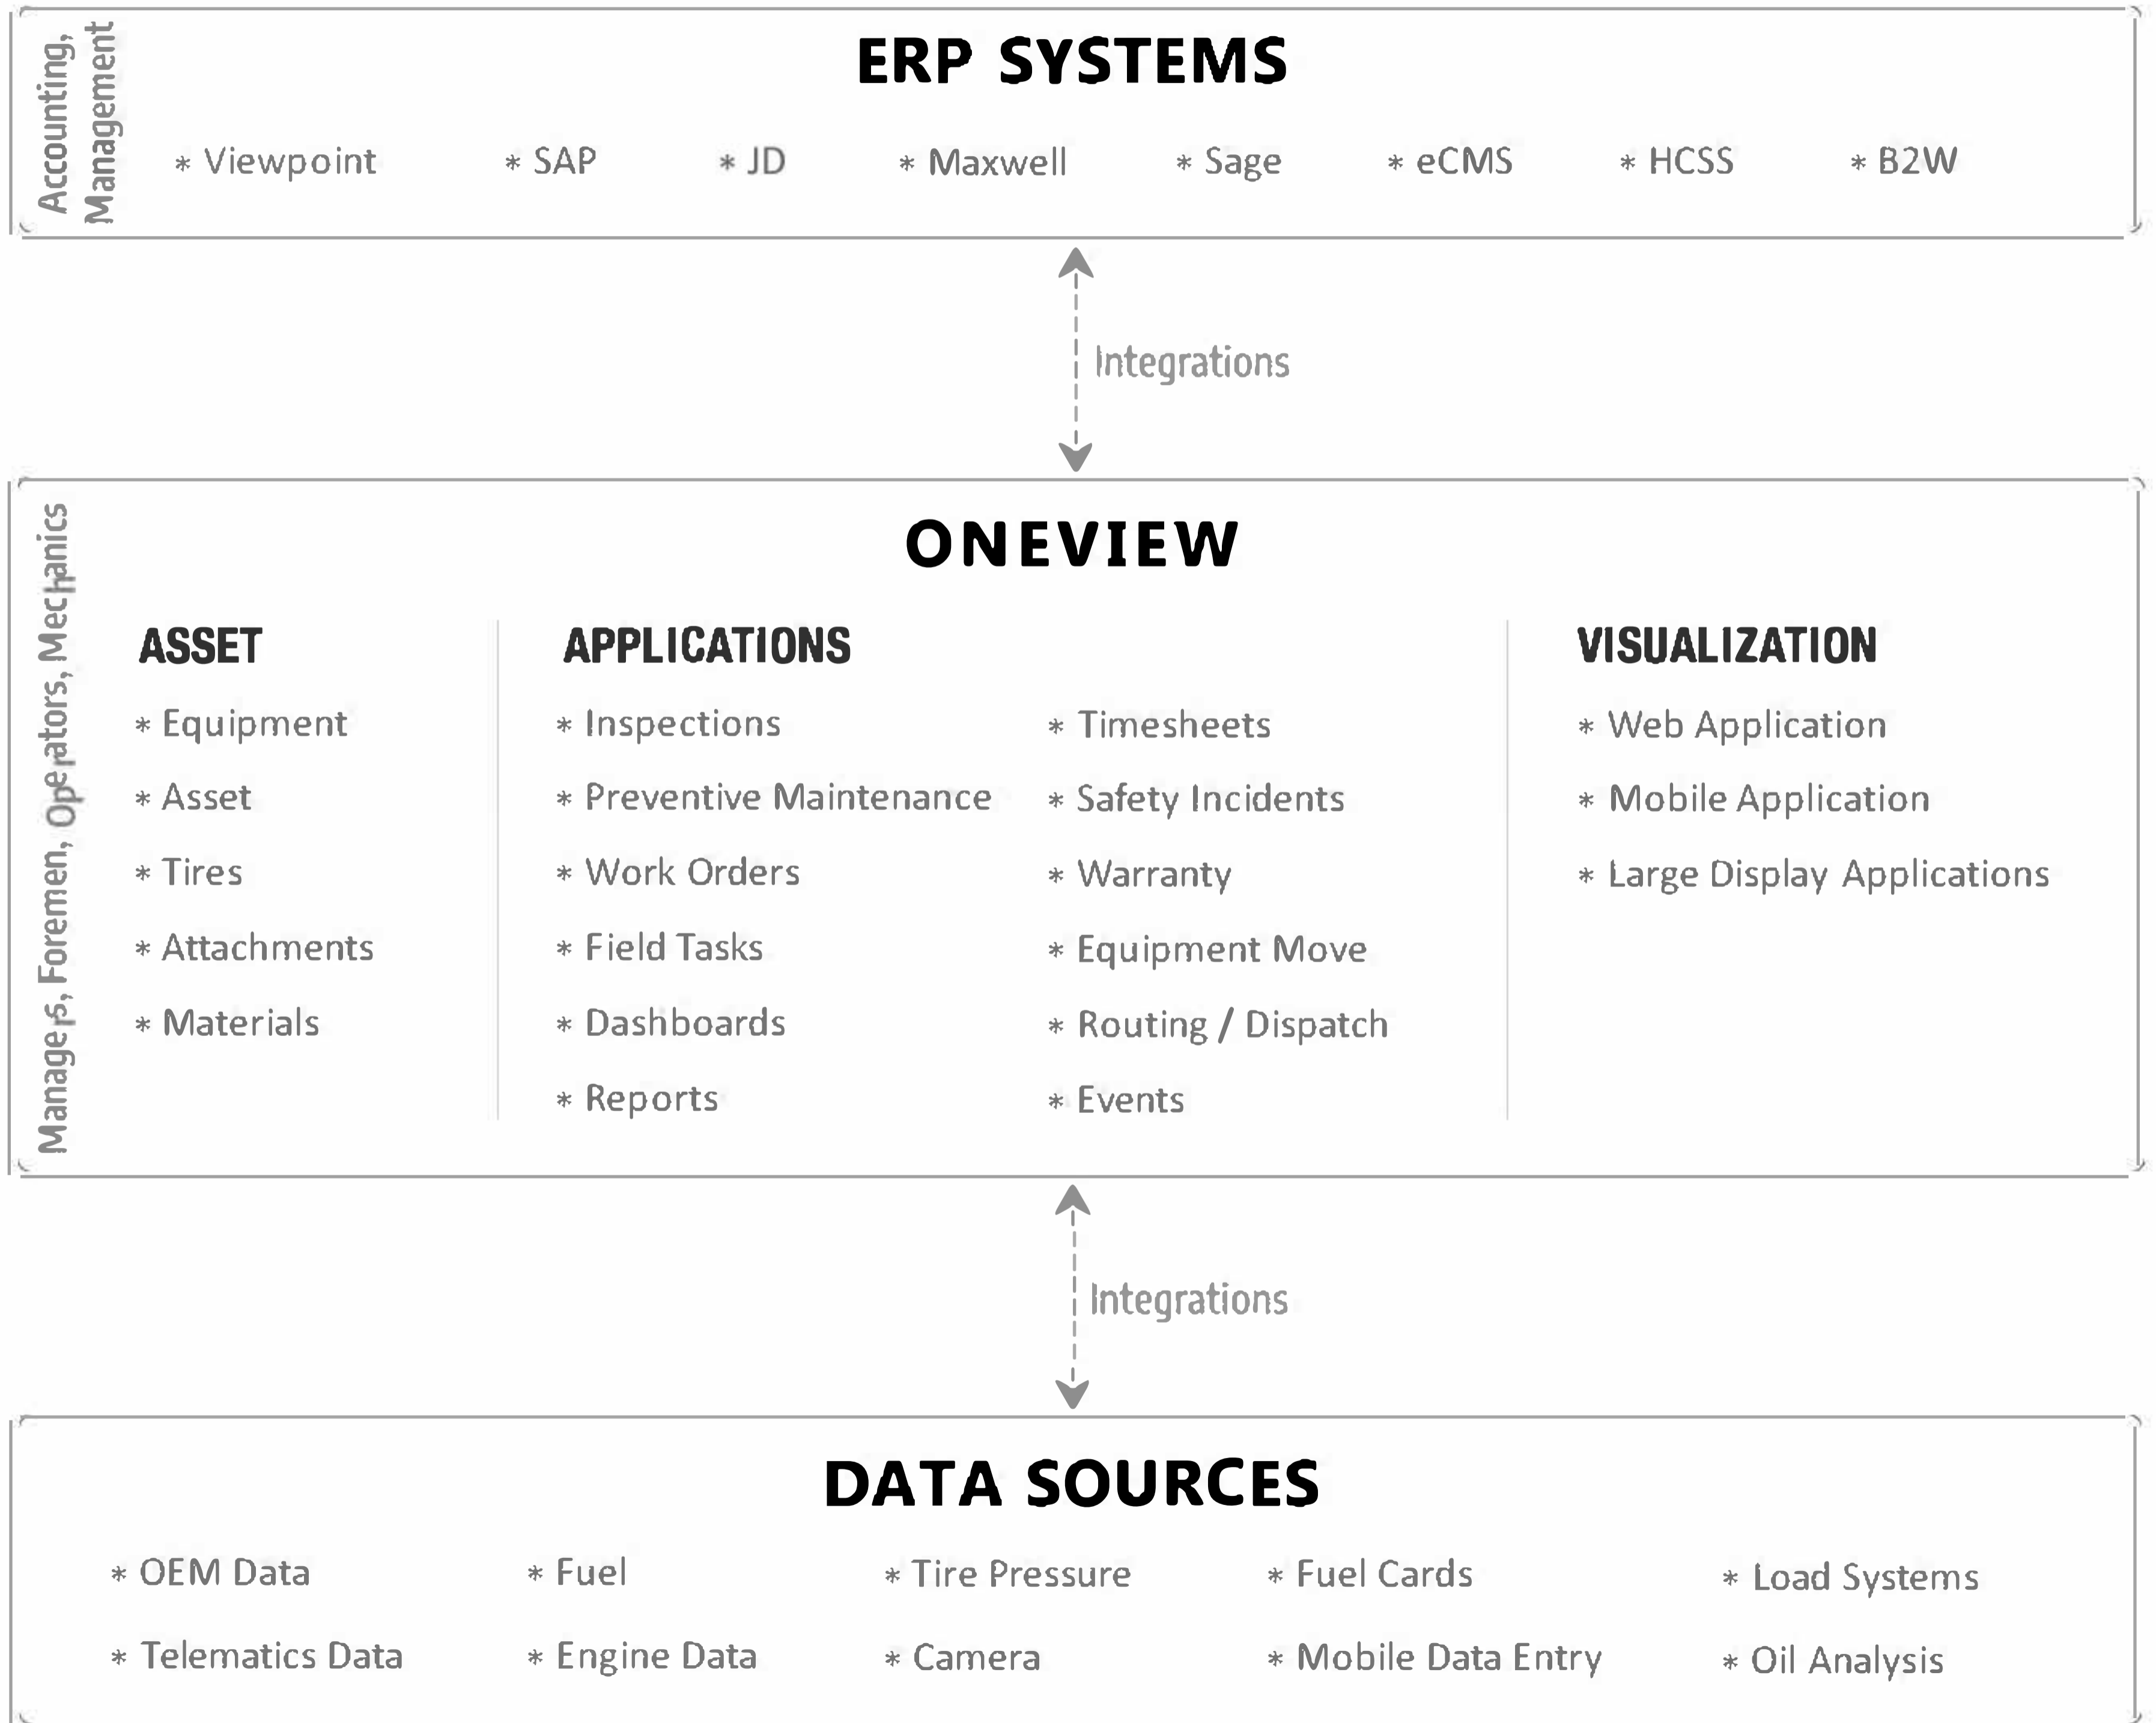 Accounting,
Management
ERP SYSTEMS
* Viewpoint * SAP * JD * Maxwell * Sage * eCMS * HCSS * B2W
Integrations
Managers, Foremen, Operators, Mechanics
ONEVIEW
ASSET
* Equipment
* Asset
* Tires
* Attachments
* Materials
APPLICATIONS
* Inspections
* Preventive Maintenance
* Work Orders
* Field Tasks
* Dashboards
* Reports
* Timesheets
* Safety Incidents
* Warranty
* Equipment Move
* Routing / Dispatch
* Events
VISUALIZATION
* Web Application
* Mobile Application
* Large Display Applications
Integrations
DATA SOURCES
* OEM Data * Fuel * Tire Pressure * Fuel Cards * Load Systems
* Telematics Data * Engine Data * Camera * Mobile Data Entry * Oil Analysis